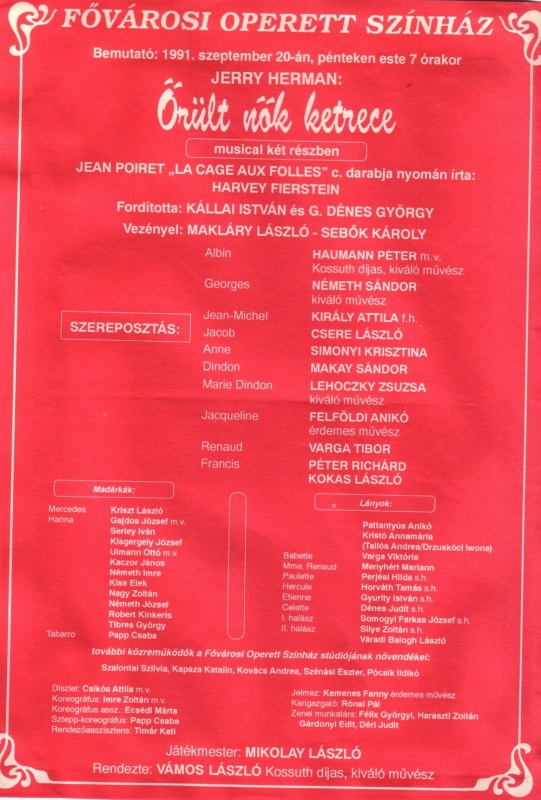 FŐVÁROSI OPERETT SZÍNHÁZ
Bemutató: 1991. szeptember 20-án, pénteken este 7 órakor
JERRY HERMAN:
Őrült nők ketrece
musical két részben
JEAN POIRET „LA CAGE AUX FOLLES" c. darabja nyomán írta:
HARVEY FIERSTEIN
Fordította: KÁLLAI ISTVÁN és G. DÉNES GYÖRGY
Vezényel: MAKLÁRY LÁSZLÓ - SEBŐK KÁROLY
SZEREPOSZTÁS:
Albin HAUMANN PÉTER m.v.
Kossuth díjas, kiváló művész
Georges NÉMETH SÁNDOR
kiváló művész
Jean-Michel KIRÁLY ATTILA f.h.
Jacob CSERE LÁSZLÓ
Anne SIMONYI KRISZTINA
Dindon MAKAY SÁNDOR
Marie Dindon LEHOCZKY ZSUZSA
kiváló művész
Jacqueline FELFÖLDI ANIKÓ
érdemes művész
Renaud VARGA TIBOR
Francis PÉTER RICHÁRD
KOKAS LÁSZLÓ
Madárkák:
Mercedes Kriszt László
Hanna Gajdos József m.v.
Serley Iván
Kisgergely József
Ulmann Ottó m.v.
Kaczor János
Németh Imre
Kiss Elek
Nagy Zoltán
Németh József
Robert Kinkeris
Tibres György
Tabarro Papp Csaba
Lányok:
Pattantyús Anikó
Kristó Annamária
(Tallós Andrea/Drzuskóci Iwona)
Babette Varga Viktória
Mme. Renaud Menyhért Mariann
Paulette Perjési Hilda s.h.
Hercule Horváth Tamás s.h.
Etienne Gyurity István s.h.
Celette Dénes Judit s.h.
I. halász Somogyi Farkas József s.h.
II. halász Silye Zoltán s.h.
Váradi Balogh László
további közreműködők a Fővárosi Operett Színház stúdiójának növendékei:
Szalontai Szilvia, Kapsza Katalin, Kovács Andrea, Szénási Eszter, Pócsik Ildikó
Díszlet: Csikós Attila m.v.
Koreográfus: Imre Zoltán m.v.
Koreográfus assz.: Ecsédi Márta
Sztepp-koreográfus: Papp Csaba
Rendezőasszisztens: Timár Kati
Jelmez: Kemenes Fanny érdemes művész
Karigazgató: Rónai Pál
Zenei munkatárs: Félix Györgyi, Haraszti Zoltán
Gárdonyi Edit, Déri Judit
Játékmester: MIKOLAY LÁSZLÓ
Rendezte: VÁMOS LÁSZLÓ Kossuth díjas, kiváló művész